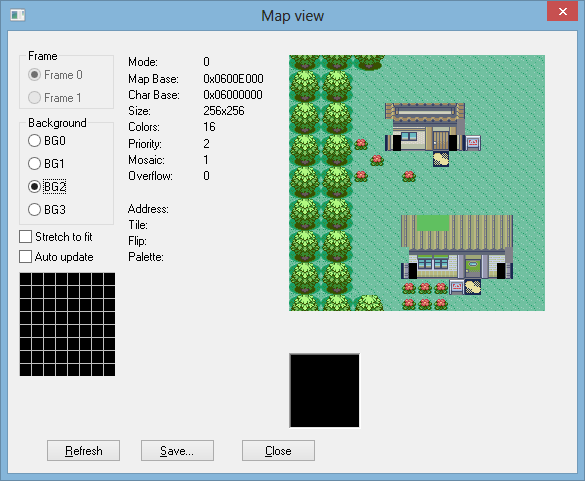 Map view
Frame
Frame 0
Frame 1
Background
BG0
BG1
BG2
BG3
Stretch to fit
Auto update
Mode: 0
Map Base: 0x0600E000
Char Base: 0x06000000
Size: 256x256
Colors: 16
Priority: 2
Mosaic: 1
Overflow: 0
Address:
Tile:
Flip:
Palette:
Refresh
Save...
Close